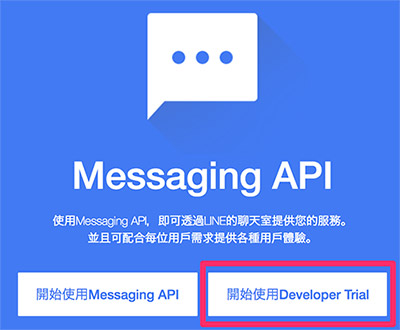 Messaging API
使用Messaging API，即可透過LINE的聊天室提供您的服務。
並且可配合每位用戶需求提供各種用戶體驗。
開始使用Messaging API
開始使用Developer Trial